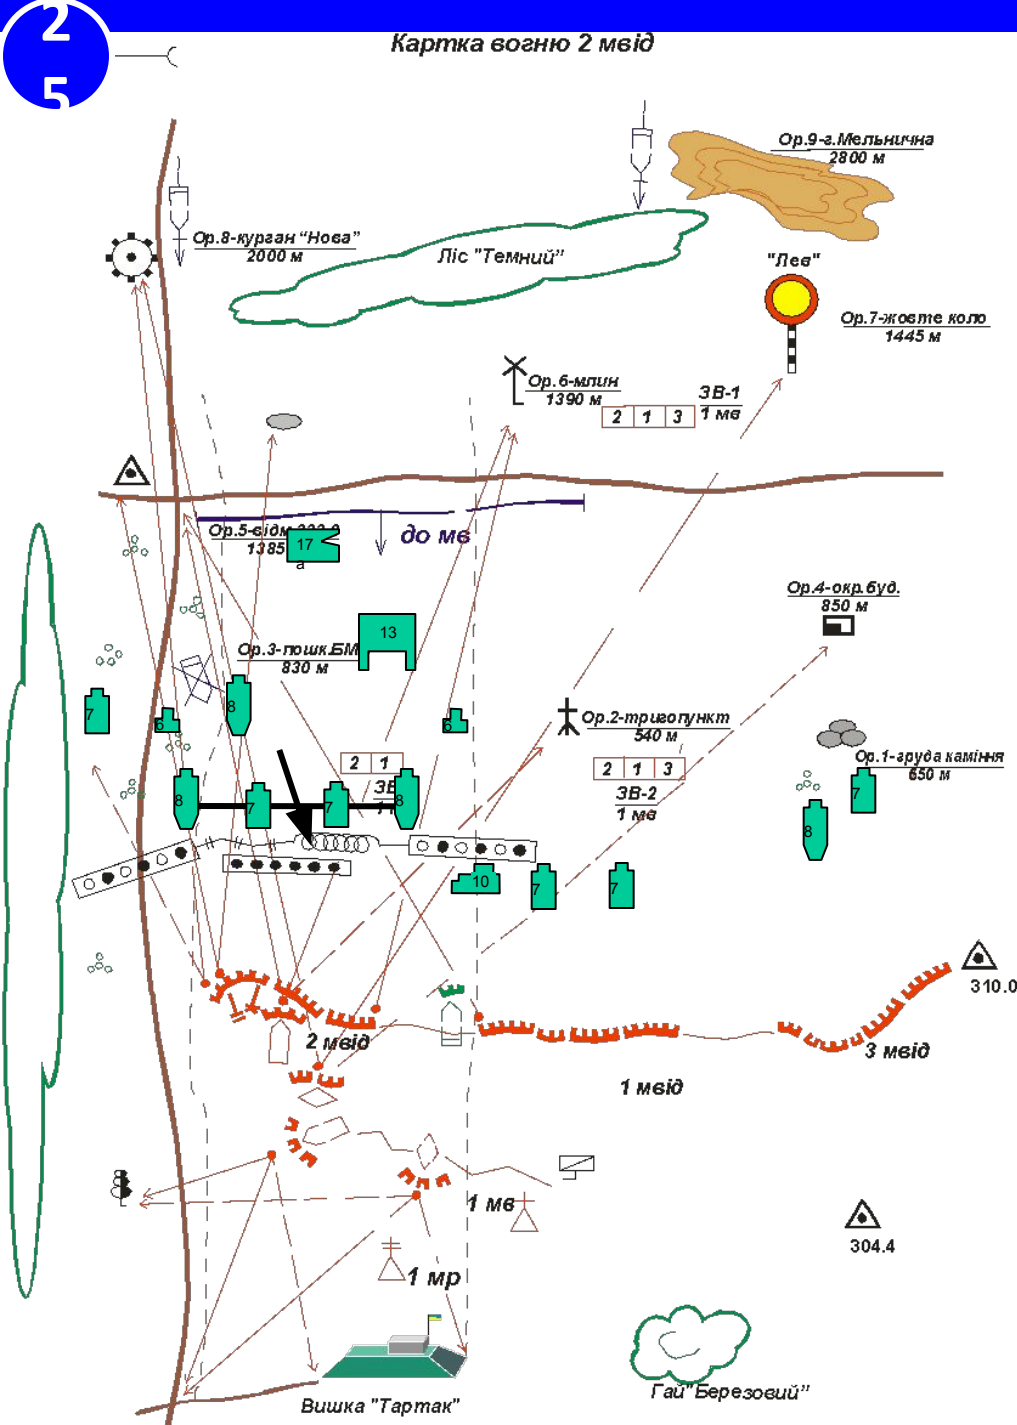 2
5
Картка вогню 2 мвід
Ор.9-г.Мельнична
2800 м
Ор.8-курган "Нова"
2000 м
Ліс "Темний"
"Лев"
Ор.7-жовте коло
1445 м
Ор.6-млин
1390 м
ЗВ-1
1 мв
2 1 3
Ор.5-відм.
1385
до мв
17
а
Ор.4-окр.буд.
850 м
13
Ор.3-пошк.БМ
830 м
7
6
8
6
Ор.2-тригопункт
540 м
2 1
2 1 3
ЗВ-2
1 мв
Ор.1-груда каміння
650 м
8
7
7
8
ЗВ
7
8
10
7
7
310.0
2 мвід
3 мвід
1 мвід
1 мв
304.4
1 мр
Вишка "Тартак"
Гай "Березовий"